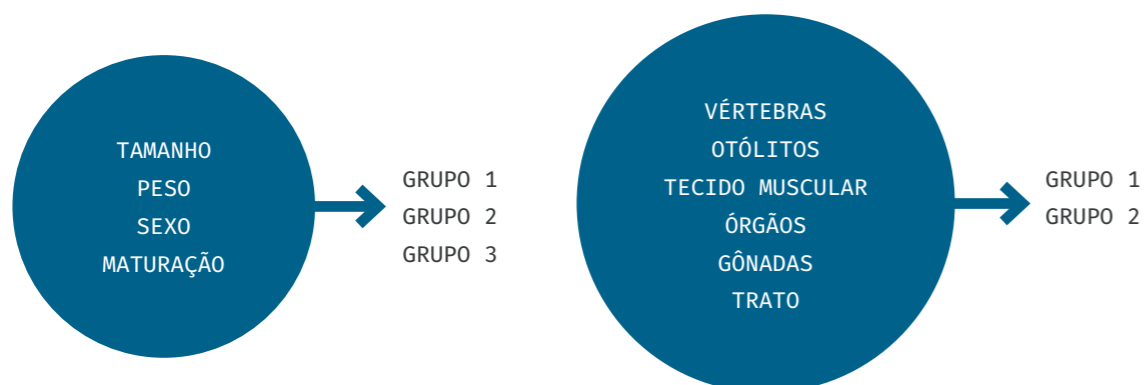 TAMANHO
PESO
SEXO
MATURAÇÃO
GRUPO 1
GRUPO 2
GRUPO 3
VÉRTEBRAS
OTÓLITOS
TECIDO MUSCULAR
ÓRGÃOS
GÔNADAS
TRATO
GRUPO 1
GRUPO 2